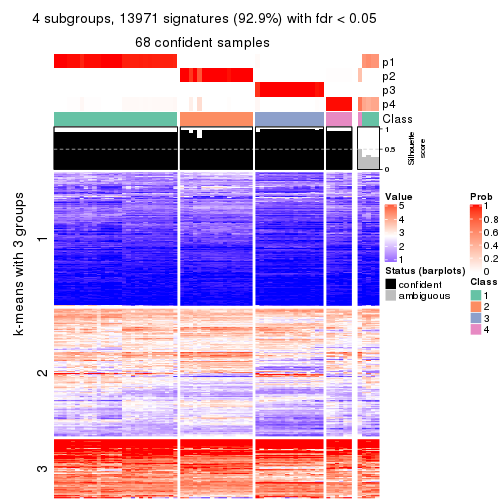 4 subgroups, 13971 signatures (92.9%) with fdr < 0.05
68 confident samples
p1
p2
p3
p4
Class
1
0.5
0
Silhouette
score
k-means with 3 groups
1
2
3
Value
5
4
3
2
1
Status (barplots)
confident
ambiguous
Prob
1
0.8
0.6
0.4
0.2
0
Class
1
2
3
4